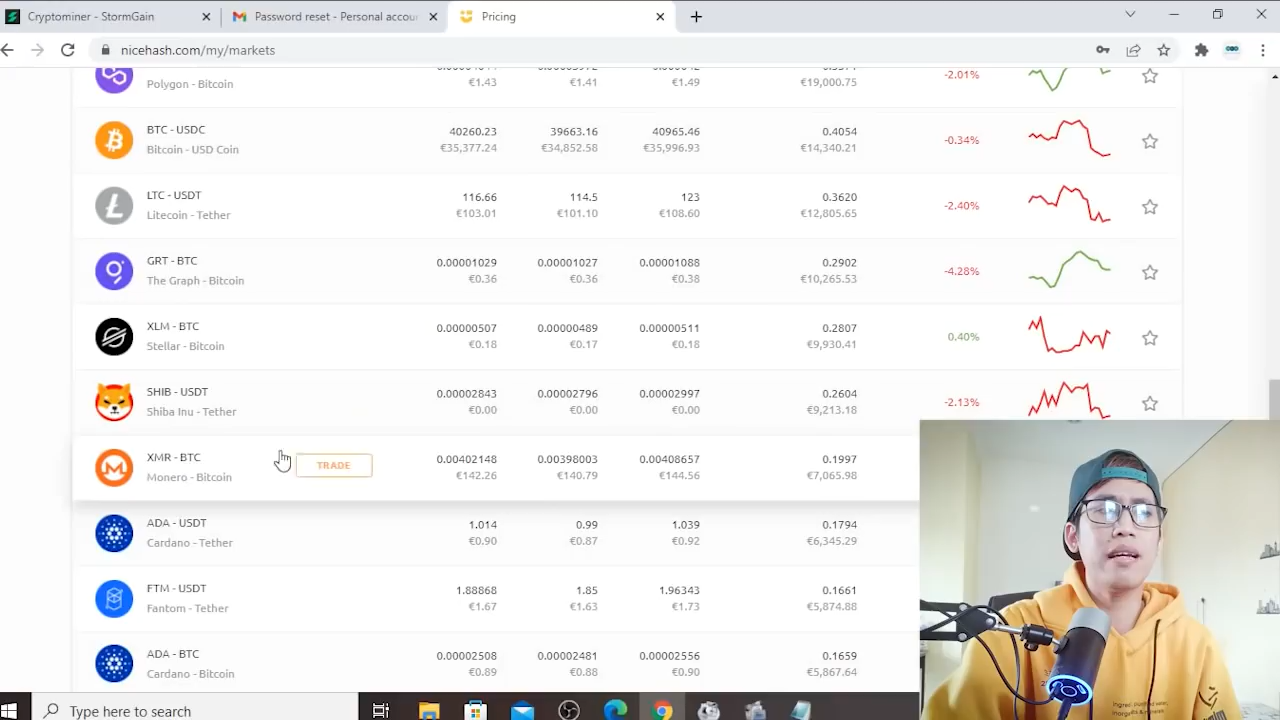 Cryptominer - StormGain
Password reset - Personal accou
Pricing
nicehash.com/my/markets
Polygon - Bitcoin
€1.43 €1.41 €1.49 €19,000.75
-2.01%
BTC - USDC
Bitcoin - USD Coin
40260.23 39663.16 40965.46 0.4054
€35,377.24 €34,852.58 €35,996.93 €14,340.21
-0.34%
LTC - USDT
Litecoin - Tether
116.66 114.5 123 0.3620
€103.01 €101.10 €108.60 €12,805.65
-2.40%
GRT - BTC
The Graph - Bitcoin
0.00001029 0.00001027 0.00001088 0.2902
€0.36 €0.36 €0.38 €10,265.53
-4.28%
XLM - BTC
Stellar - Bitcoin
0.00000507 0.00000489 0.00000511 0.2807
€0.18 €0.17 €0.18 €9,930.41
0.40%
SHIB - USDT
Shiba Inu - Tether
0.00002843 0.00002796 0.00002997 0.2604
€0.00 €0.00 €0.00 €9,213.18
-2.13%
XMR - BTC
Monero - Bitcoin
TRADE
0.00402148 0.00398003 0.00408657 0.1997
€142.26 €140.79 €144.56 €7,065.98
ADA - USDT
Cardano - Tether
1.014 0.99 1.039 0.1794
€0.90 €0.87 €0.92 €6,345.29
FTM - USDT
Fantom - Tether
1.88868 1.85 1.96343 0.1661
€1.67 €1.63 €1.73 €5,874.88
ADA - BTC
Cardano - Bitcoin
0.00002508 0.00002481 0.00002556 0.1659
€0.89 €0.88 €0.90 €5,867.64
Type here to search